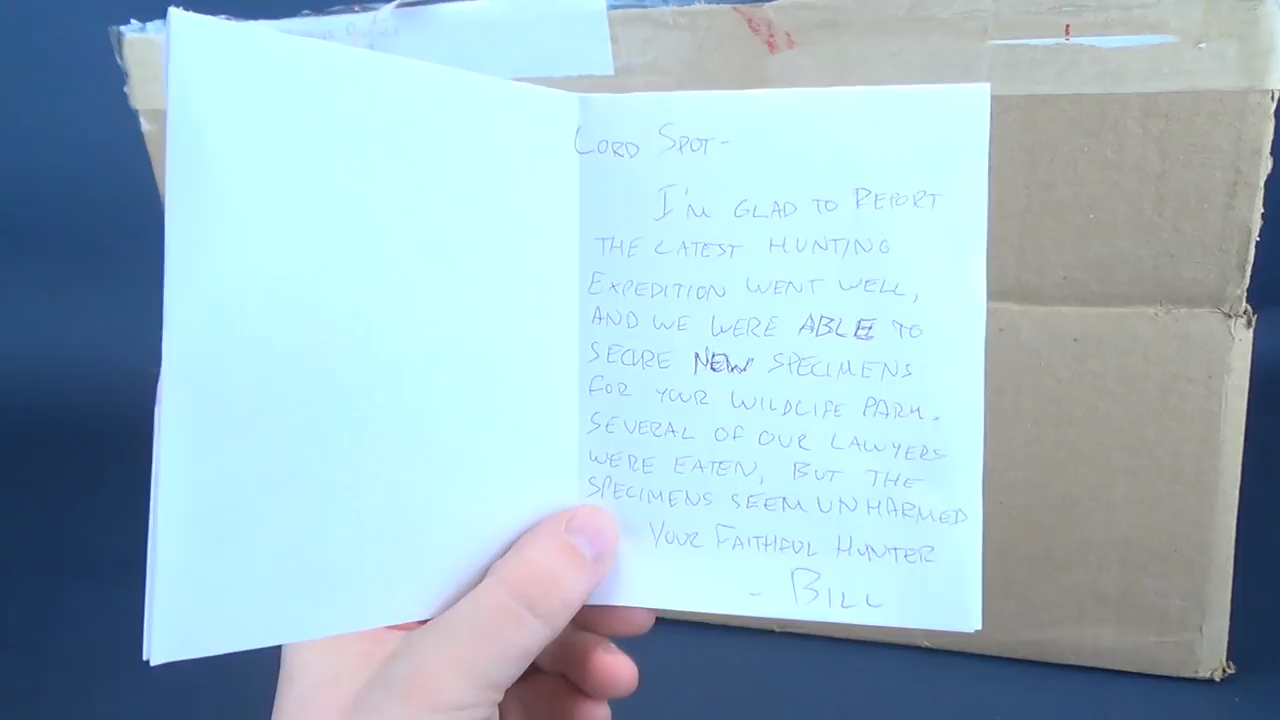 LORD SPOT-
I'M GLAD TO REPORT
THE LATEST HUNTING
EXPEDITION WENT WELL,
AND WE WERE ABLE TO
SECURE NEW SPECIMENS
FOR YOUR WILDLIFE PARK.
SEVERAL OF OUR LAWYERS
WERE EATEN, BUT THE
SPECIMENS SEEM UNHARMED
YOUR FAITHFUL HUNTER
- BILL